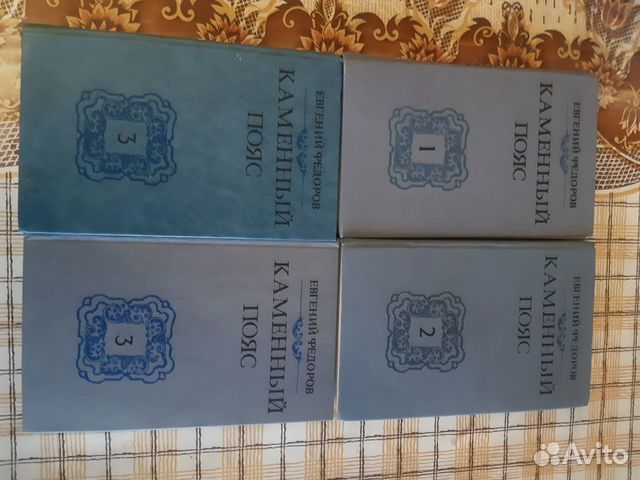 ЕВГЕНИЙ ФЕДОРОВ
КАМЕННЫЙ
ПОЯС
3
ЕВГЕНИЙ ФЕДОРОВ
КАМЕННЫЙ
ПОЯС
1
ЕВГЕНИЙ ФЕДОРОВ
КАМЕННЫЙ
ПОЯС
3
ЕВГЕНИЙ ФЕДОРОВ
КАМЕННЫЙ
ПОЯС
2
Avito